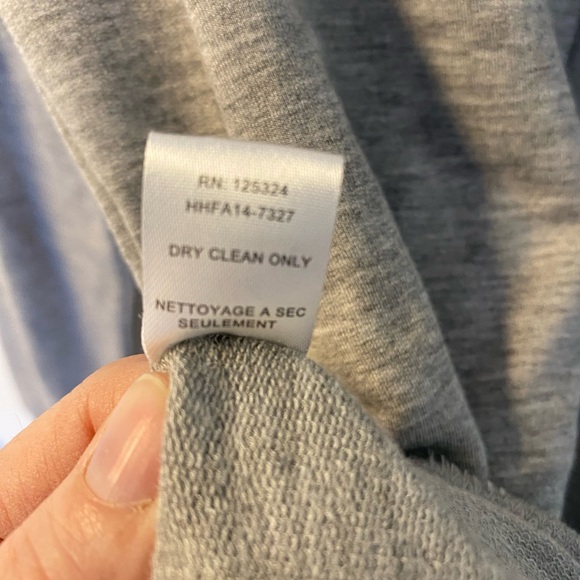 RN: 125324
HHFA14-7327
DRY CLEAN ONLY
NETTOYAGE A SEC
SEULEMENT